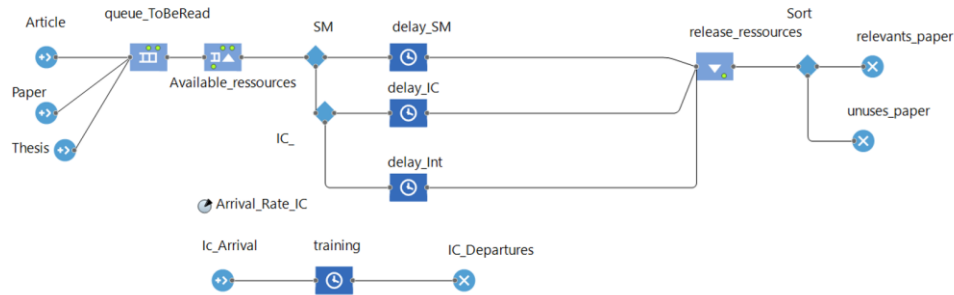 Article
queue_ToBeRead
SM
delay_SM
Sort
release_ressources
relevants_paper
Paper
Available_ressources
delay_IC
unuses_paper
Thesis
IC_
delay_Int
Arrival_Rate_IC
Ic_Arrival
training
IC_Departures